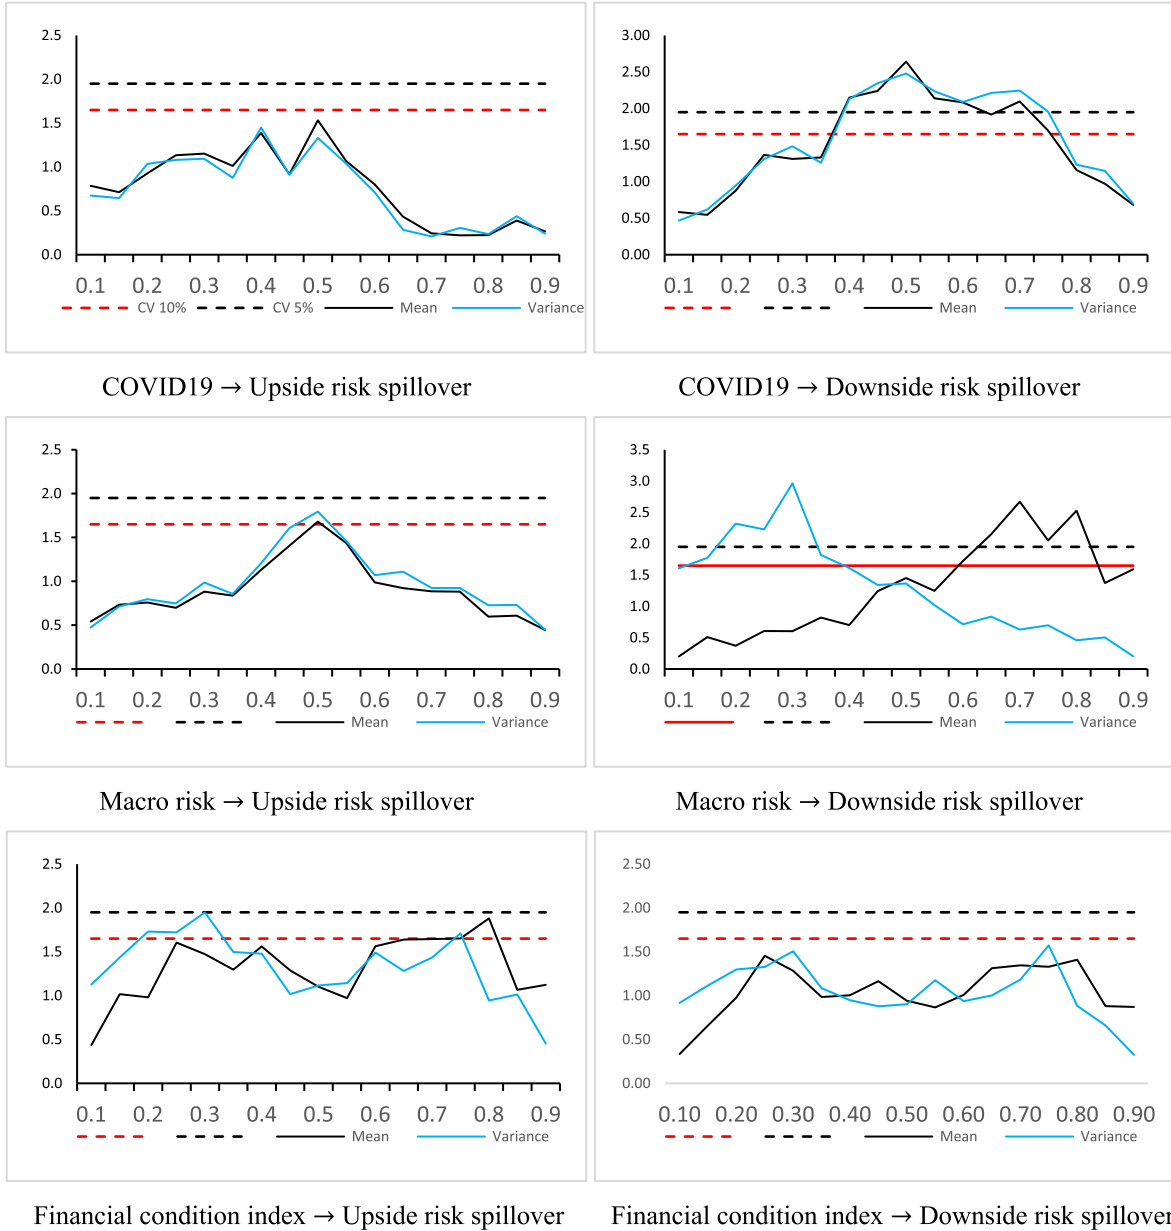 2.5
2.0
1.5
1.0
0.5
0.0
0.1 0.2 0.3 0.4 0.5 0.6 0.7 0.8 0.9
CV 10% CV 5% Mean Variance
COVID19 → Upside risk spillover
3.00
2.50
2.00
1.50
1.00
0.50
0.00
0.1 0.2 0.3 0.4 0.5 0.6 0.7 0.8 0.9
Mean Variance
COVID19 → Downside risk spillover
2.5
2.0
1.5
1.0
0.5
0.0
0.1 0.2 0.3 0.4 0.5 0.6 0.7 0.8 0.9
Mean Variance
Macro risk → Upside risk spillover
3.5
3.0
2.5
2.0
1.5
1.0
0.5
0.0
0.1 0.2 0.3 0.4 0.5 0.6 0.7 0.8 0.9
Mean Variance
Macro risk → Downside risk spillover
2.5
2.0
1.5
1.0
0.5
0.0
0.1 0.2 0.3 0.4 0.5 0.6 0.7 0.8 0.9
Mean Variance
Financial condition index → Upside risk spillover
2.50
2.00
1.50
1.00
0.50
0.00
0.10 0.20 0.30 0.40 0.50 0.60 0.70 0.80 0.90
Mean Variance
Financial condition index → Downside risk spillover